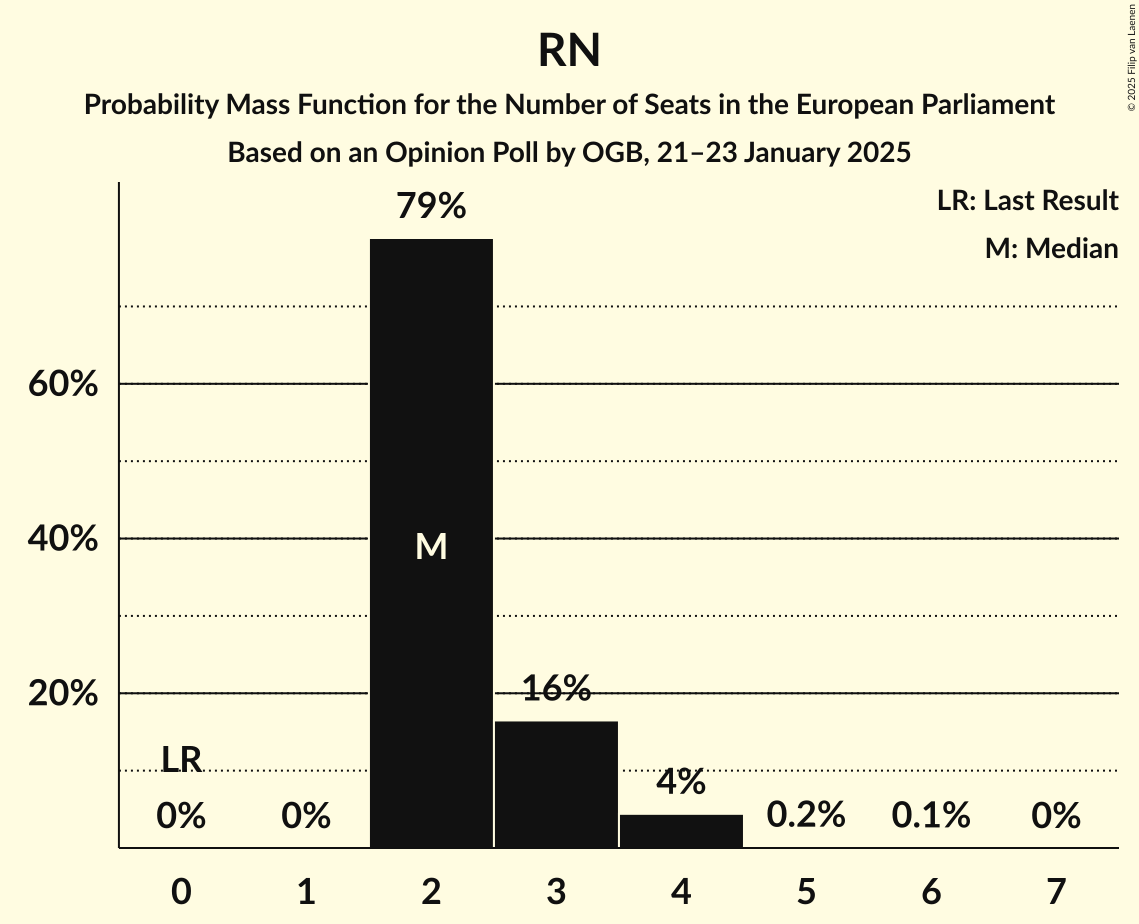 RN
Probability Mass Function for the Number of Seats in the European Parliament
Based on an Opinion Poll by OGB, 21–23 January 2025
© 2025 Filip van Laenen
LR: Last Result
M: Median
79%
60%
40%
M
20%
16%
LR
4%
0%
0%
0.2%
0.1%
0%
0
1
2
3
4
5
6
7